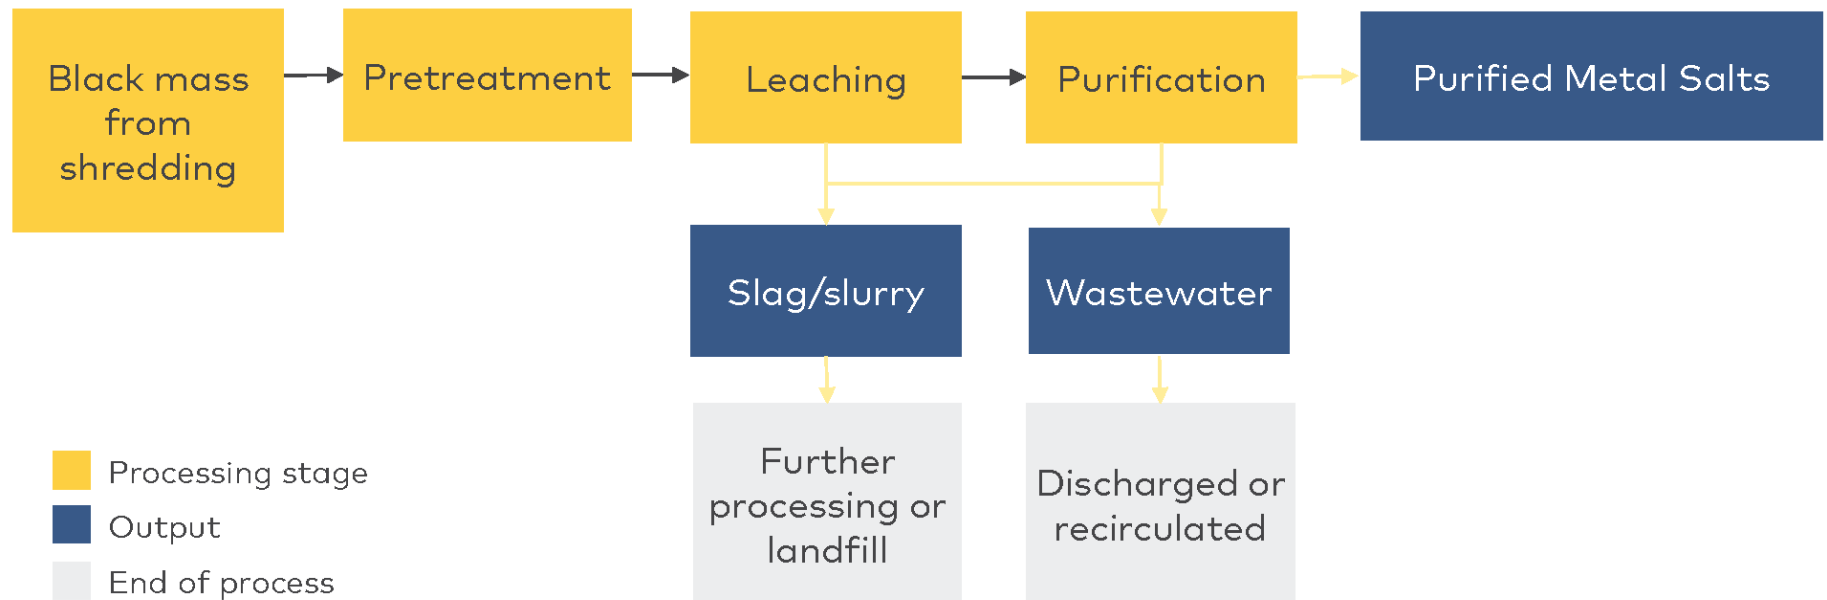 Black mass
from
shredding
Pretreatment
Leaching
Purification
Purified Metal Salts
Slag/slurry
Wastewater
Further
processing or
landfill
Discharged or
recirculated
Processing stage
Output
End of process